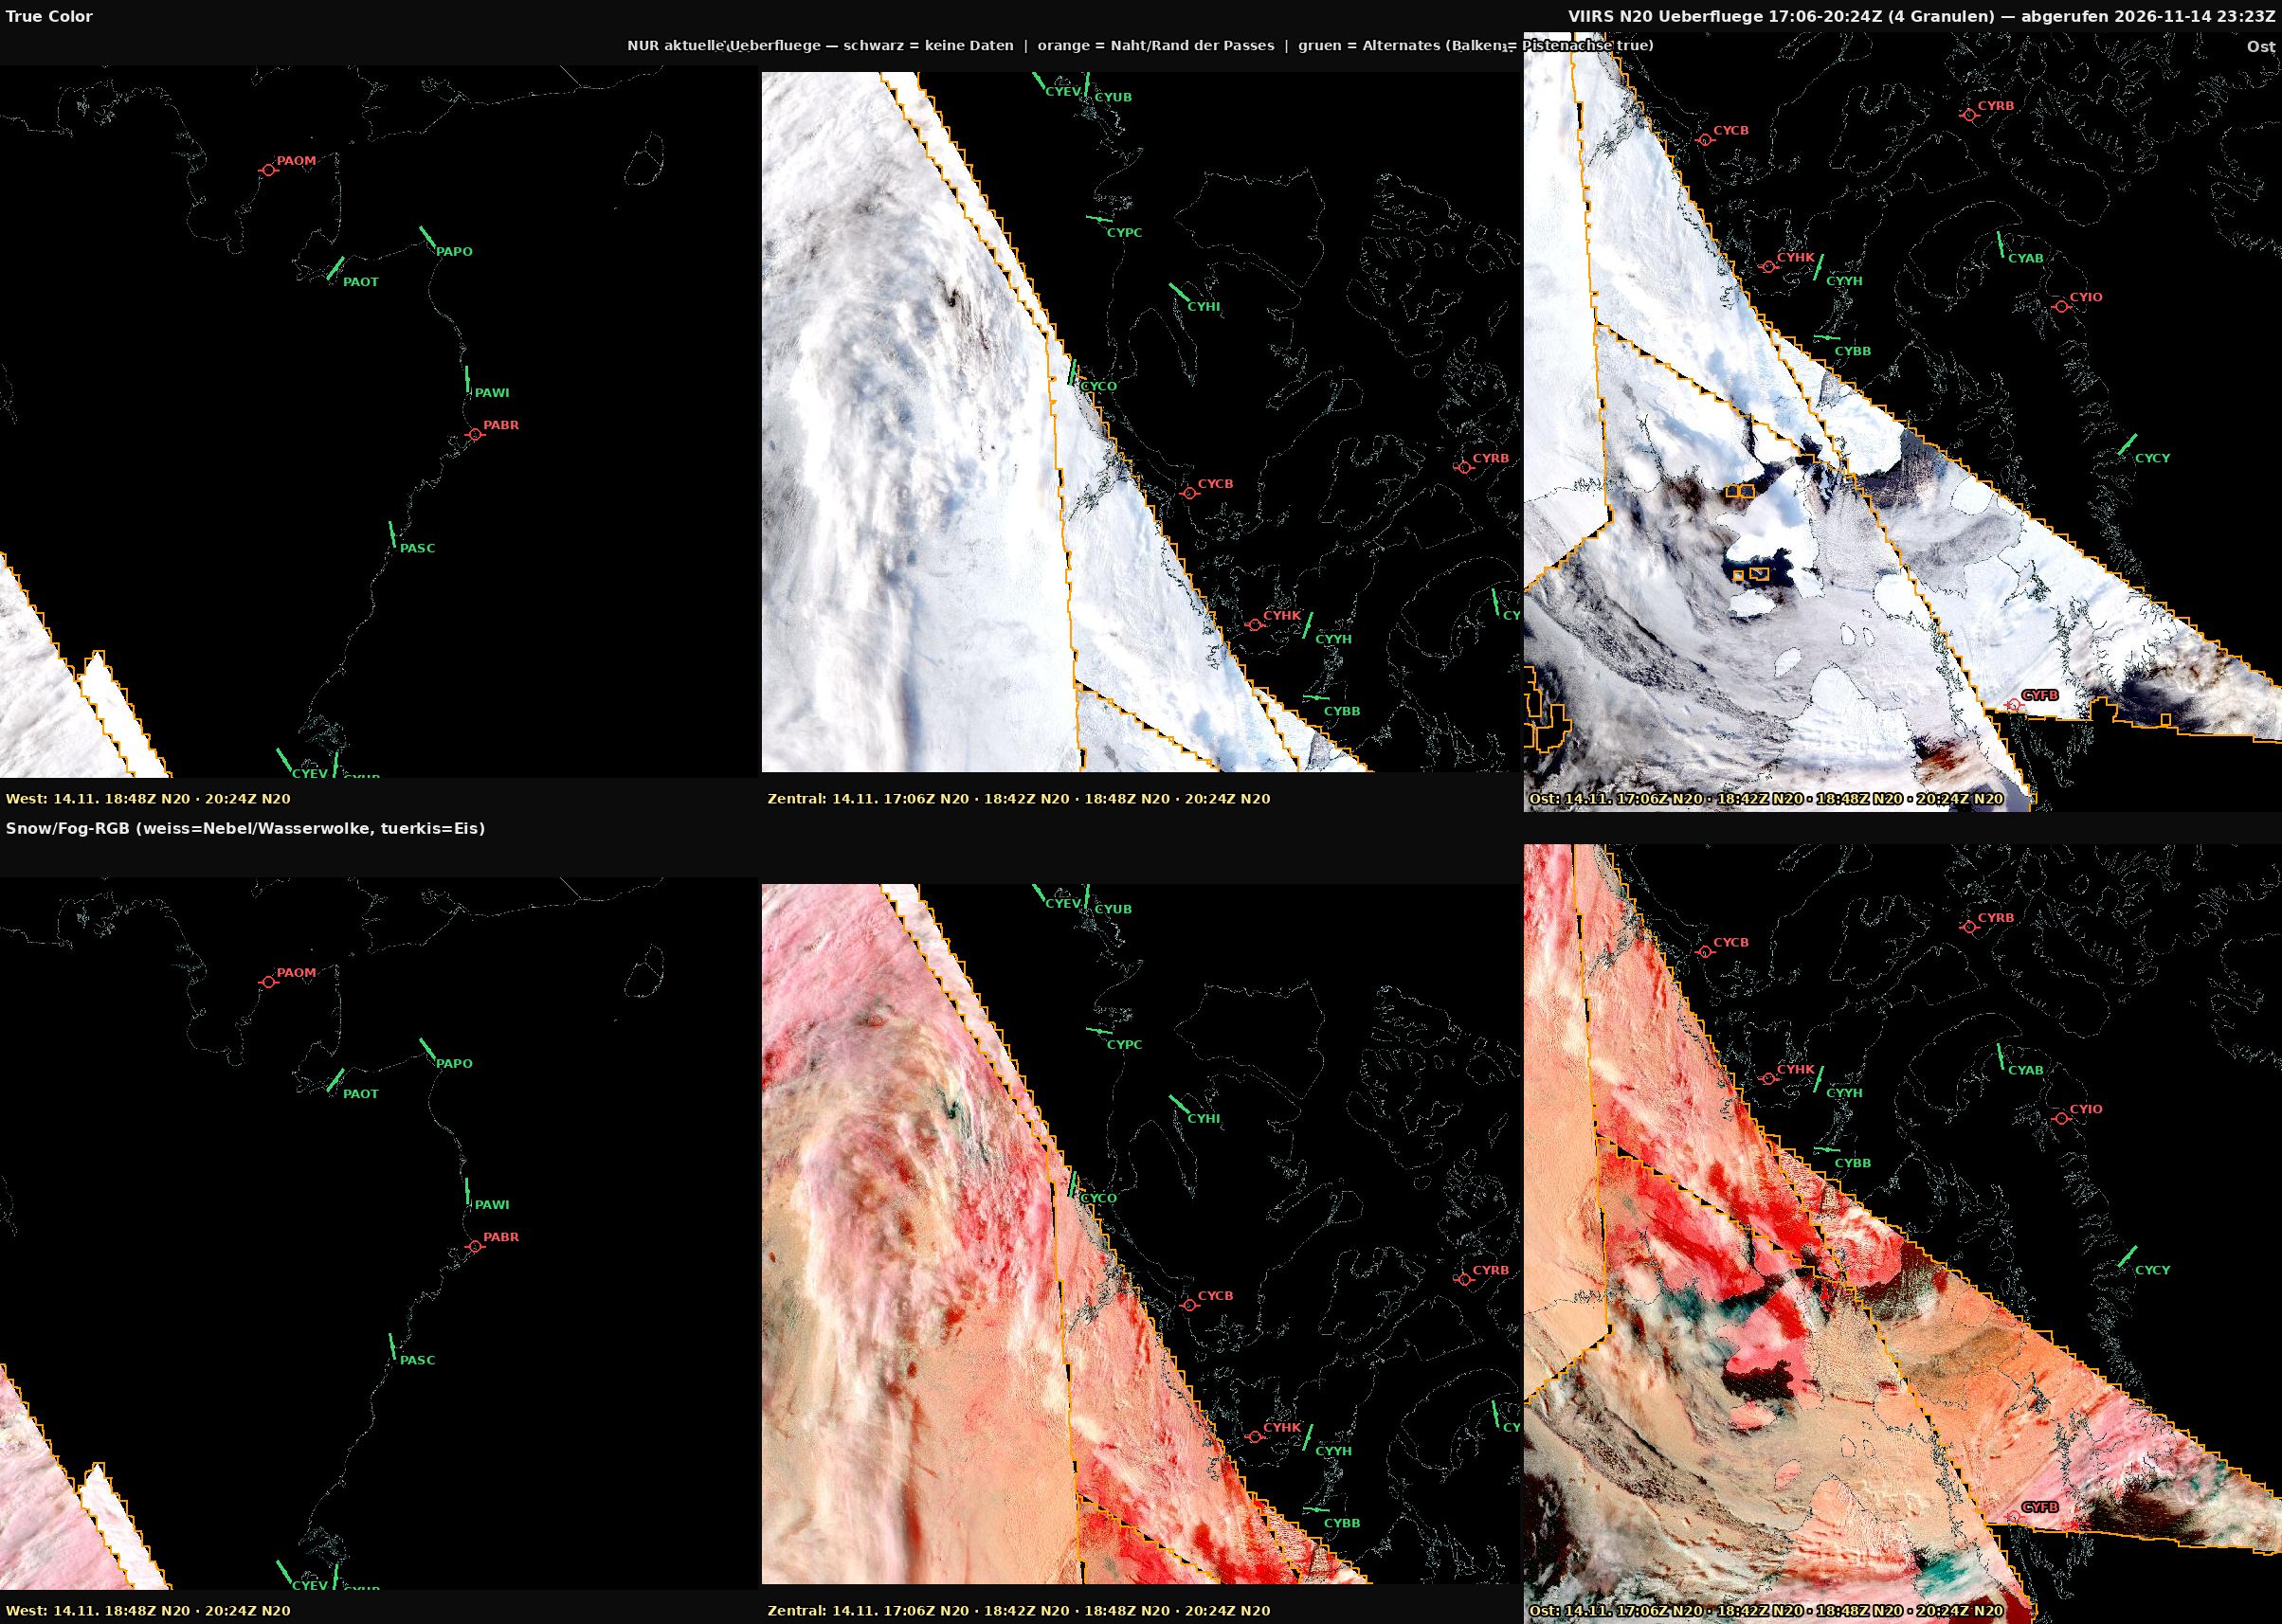 True Color
VIIRS N20 Ueberfluege 17:06-20:24Z (4 Granulen) — abgerufen 2026-11-14 23:23Z
NUR aktuelle Ueberfluege — schwarz = keine Daten | orange = Naht/Rand der Passes | gruen = Alternates (Balken = Pistenachse true)
Ost
PAOM
PAPO
PAOT
PAWI
PABR
PASC
CYEV
CYUB
West: 14.11. 18:48Z N20 · 20:24Z N20
CYEV
CYUB
CYPC
CYHI
CYCO
CYRB
CYCB
CYHK
CYYH
CY
CYBB
Zentral: 14.11. 17:06Z N20 · 18:42Z N20 · 18:48Z N20 · 20:24Z N20
CYRB
CYCB
CYHK
CYAB
CYYH
CYIO
CYBB
CYCY
CYFB
Ost: 14.11. 17:06Z N20 · 18:42Z N20 · 18:48Z N20 · 20:24Z N20
Snow/Fog-RGB (weiss=Nebel/Wasserwolke, tuerkis=Eis)
PAOM
PAPO
PAOT
PAWI
PABR
PASC
CYEV
CYUB
West: 14.11. 18:48Z N20 · 20:24Z N20
CYEV
CYUB
CYPC
CYHI
CYCO
CYRB
CYCB
CYHK
CYYH
CY
CYBB
Zentral: 14.11. 17:06Z N20 · 18:42Z N20 · 18:48Z N20 · 20:24Z N20
CYRB
CYCB
CYHK
CYAB
CYYH
CYIO
CYBB
CYCY
CYFB
Ost: 14.11. 17:06Z N20 · 18:42Z N20 · 18:48Z N20 · 20:24Z N20